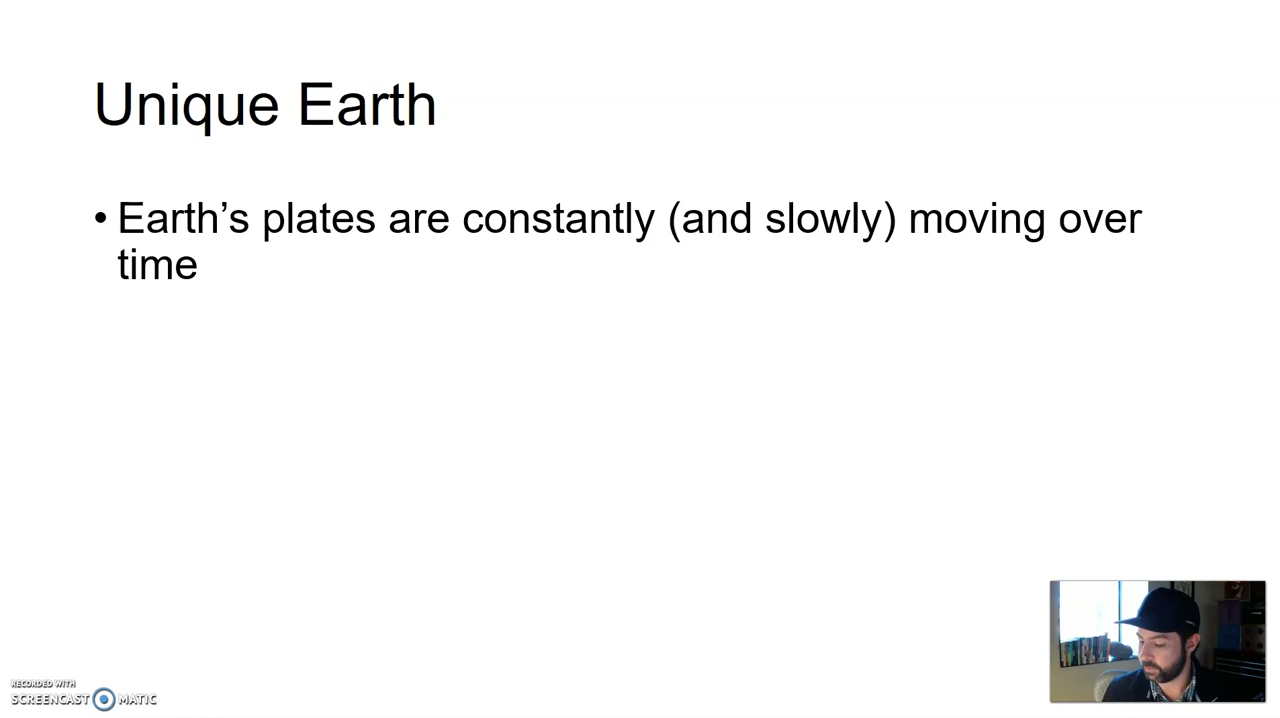 Unique Earth
• Earth’s plates are constantly (and slowly) moving over
time
RECORDED WITH
SCREENCAST MATIC